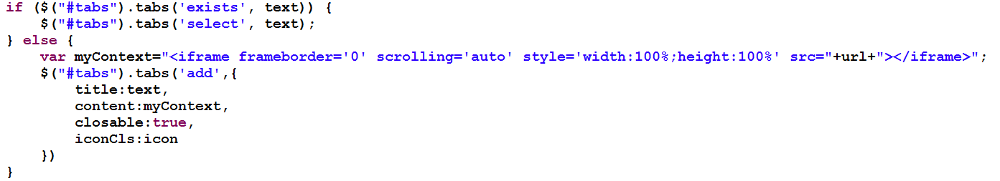 if ($("#tabs").tabs('exists', text)) {
    $("#tabs").tabs('select', text);
} else {
    var myContext="<iframe frameborder='0' scrolling='auto' style='width:100%;height:100%' src="+url+"></iframe>";
    $("#tabs").tabs('add',{
        title:text,
        content:myContext,
        closable:true,
        iconCls:icon
    })
}